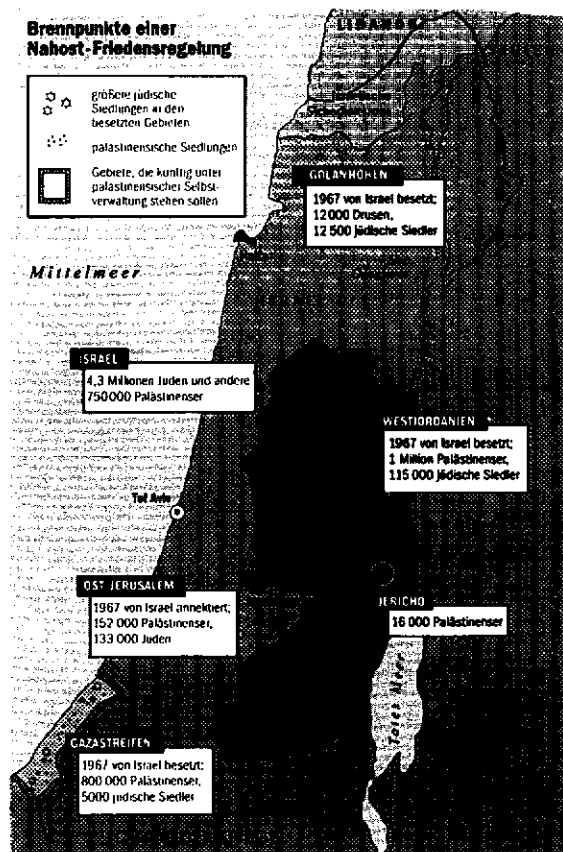 Brennpunkte einer
Nahost-Friedensregelung
größere jüdische
Siedlungen in den
besetzten Gebieten
palästinensische Siedlungen
Gebiete, die künftig unter
palästinensischer Selbst-
verwaltung stehen sollen
LIBANON
GOLANHÖHEN
1967 von Israel besetzt;
12 000 Drusen,
12 500 jüdische Siedler
Haifa
Mittelmeer
ISRAEL
ISRAEL
4,3 Millionen Juden und andere
750 000 Palästinenser
WESTJORDANIEN
1967 von Israel besetzt;
1 Million Palästinenser,
115 000 jüdische Siedler
Tel Aviv
OST-JERUSALEM
1967 von Israel annektiert;
152 000 Palästinenser,
133 000 Juden
JERICHO
16 000 Palästinenser
Totes Meer
GAZASTREIFEN
1967 von Israel besetzt;
800 000 Palästinenser,
5000 jüdische Siedler